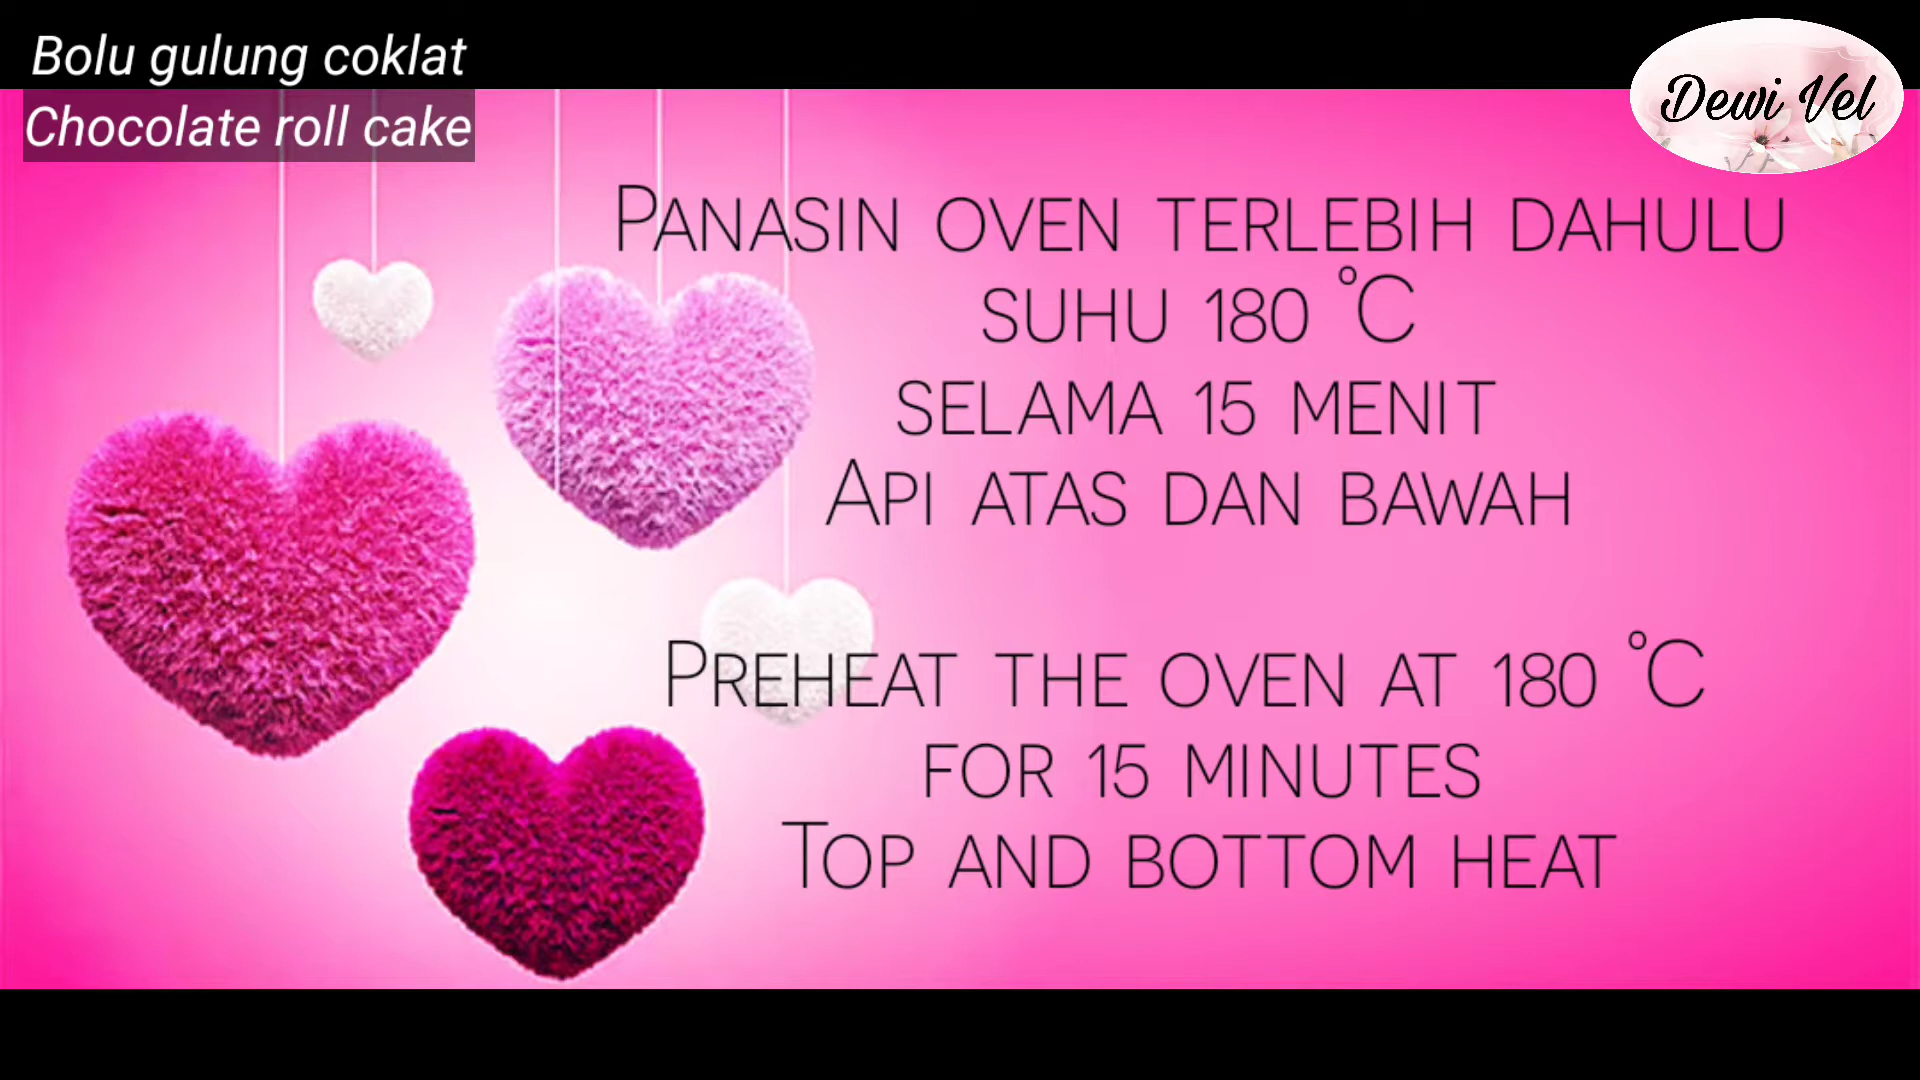 Bolu gulung coklat
Chocolate roll cake
Dewi Vel
PANASIN OVEN TERLEBIH DAHULU
SUHU 180 °C
SELAMA 15 MENIT
API ATAS DAN BAWAH
PREHEAT THE OVEN AT 180 °C
FOR 15 MINUTES
TOP AND BOTTOM HEAT